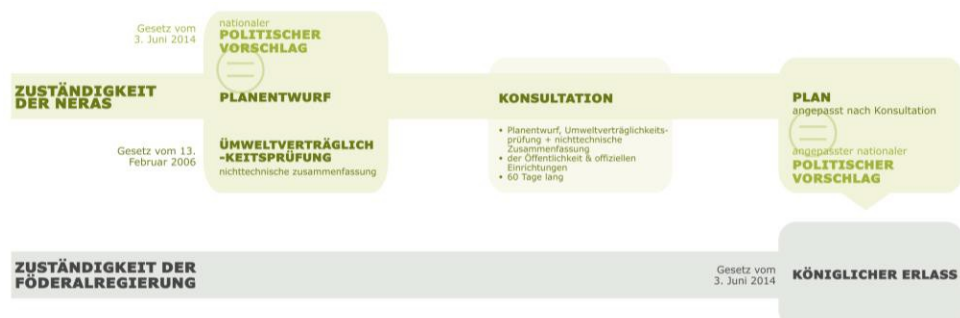 Gesetz vom
3. Juni 2014
nationaler
POLITISCHER
VORSCHLAG
ZUSTÄNDIGKEIT
DER NERAS
PLANENTWURF
Gesetz vom 13.
Februar 2006
ÜMWELTVERTRÄGLICH
-KEITSPRÜFUNG
nichttechnische zusammenfassung
KONSULTATION
• Planentwurf, Umweltverträglichkeits-
prüfung + nichttechnische
Zusammenfassung
• der Öffentlichkeit & offiziellen
Einrichtungen
• 60 Tage lang
PLAN
angepasst nach Konsultation
angepasster nationaler
POLITISCHER
VORSCHLAG
ZUSTÄNDIGKEIT DER
FÖDERALREGIERUNG
Gesetz vom
3. Juni 2014
KÖNIGLICHER ERLASS